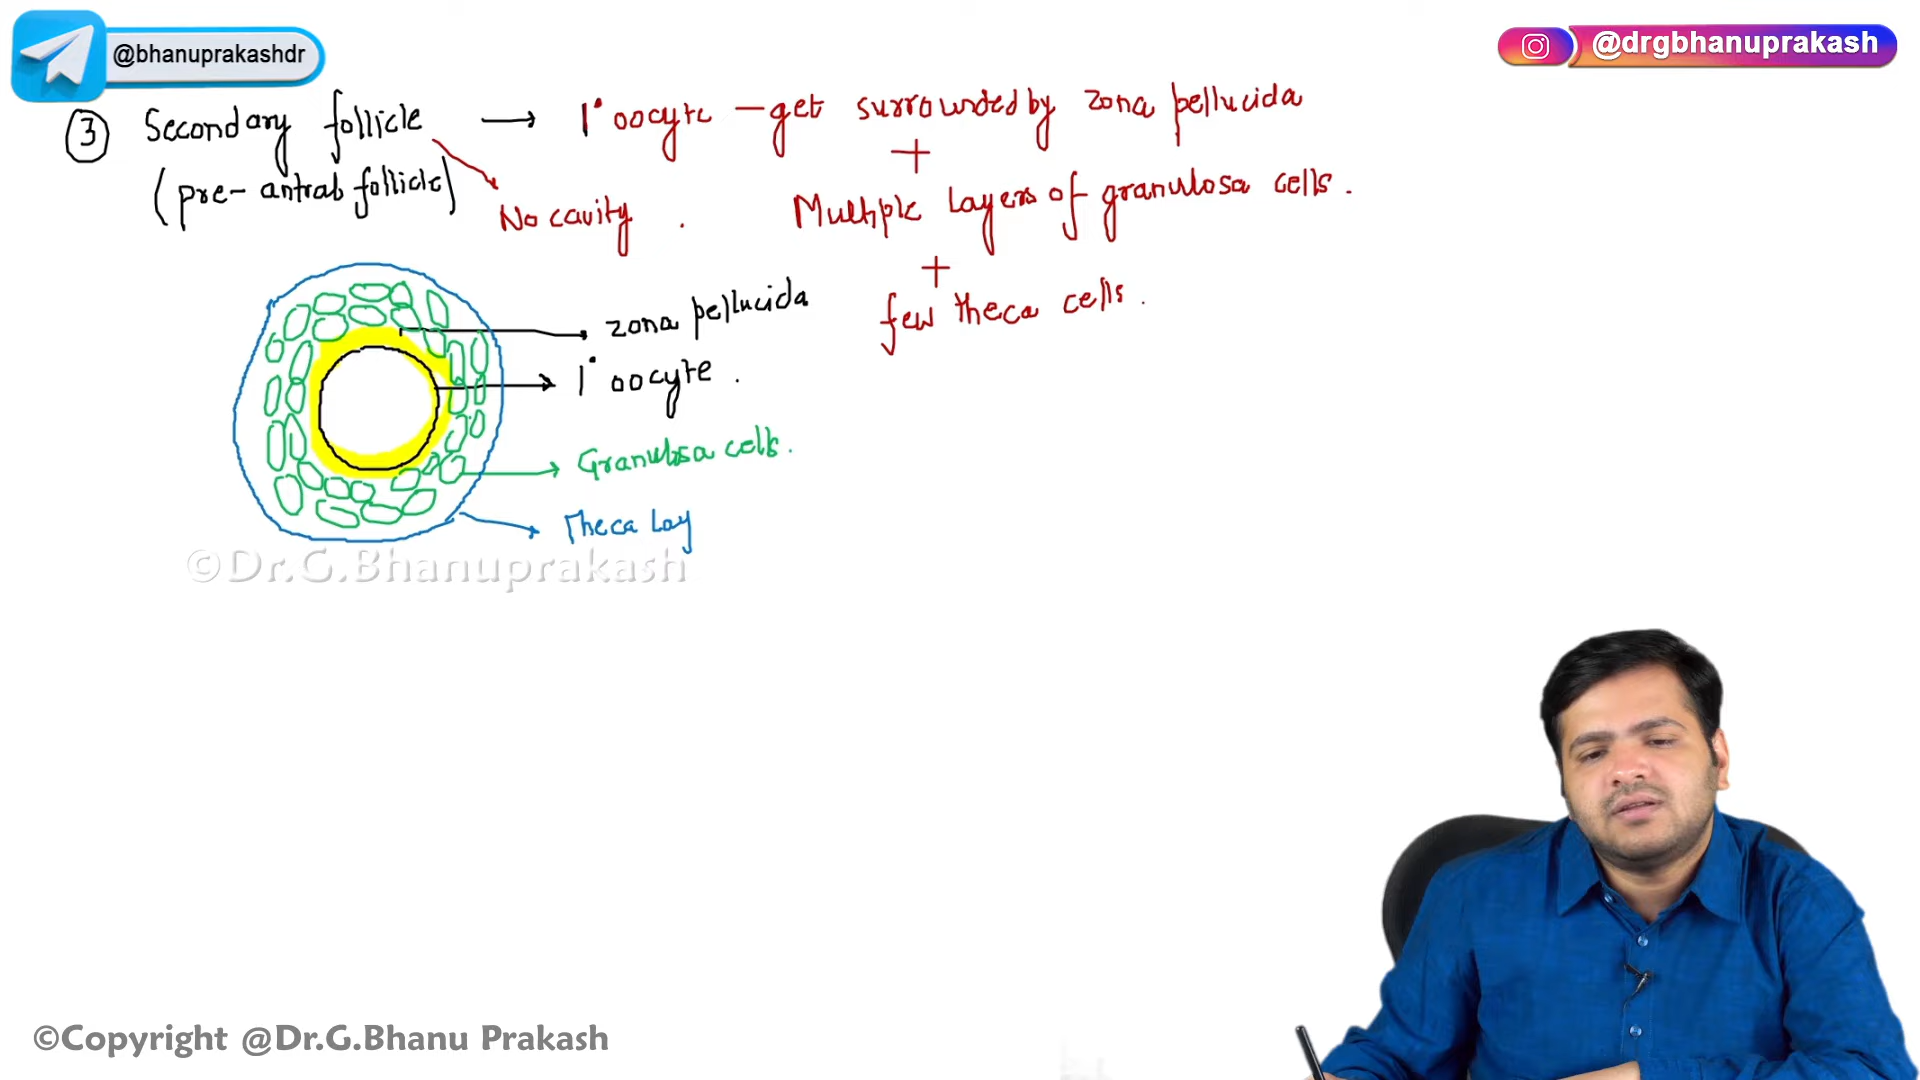 @bhanuprakashdr
@drgbhanuprakash
③ Secondary follicle → 1° oocyte – get surrounded by zona pellucida
+
(pre-antral follicle)
No cavity.
Multiple layers of granulosa cells.
+
few theca cells.
zona pellucida
1° oocyte.
Granulosa cells.
Theca lay
©Dr.G.Bhanuprakash
©Copyright @Dr.G.Bhanu Prakash